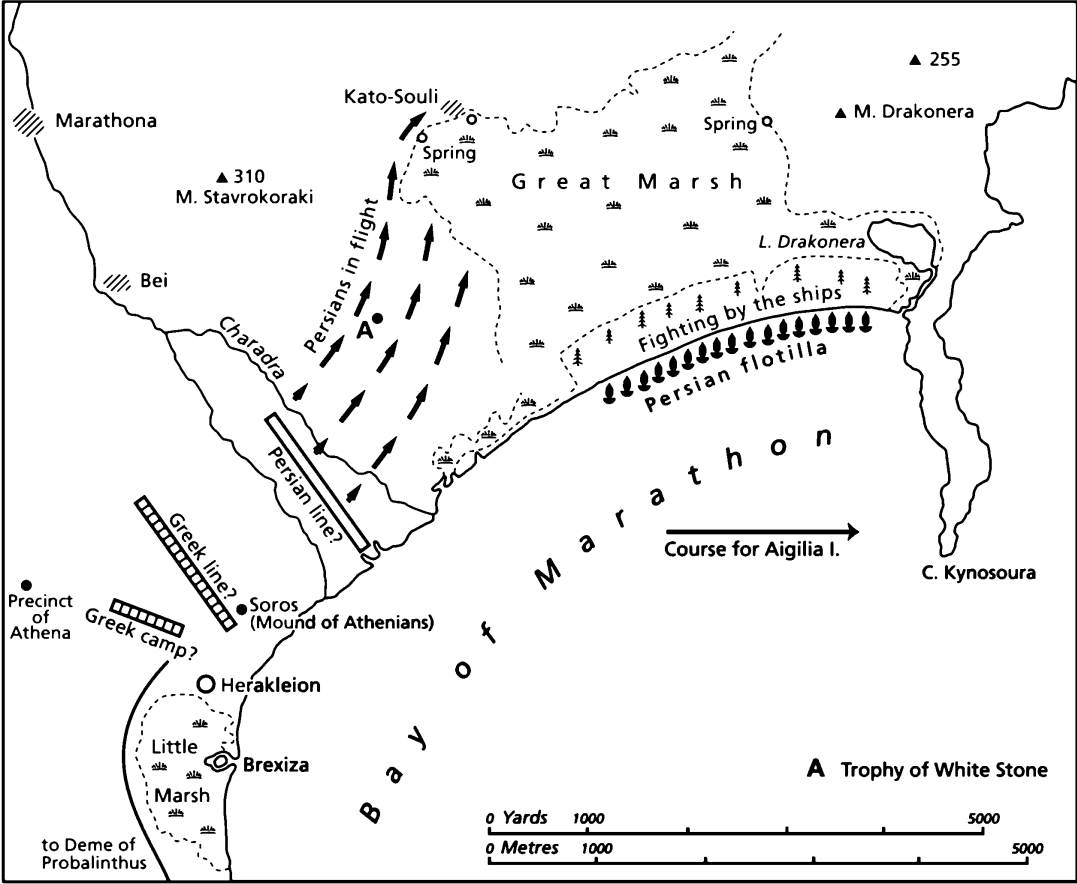 255
Kato-Souli
Marathona
M. Drakonera
Spring
Spring
310
M. Stavrokoraki
Great Marsh
Persians in flight
L. Drakonera
Bei
Charadra
A
Fighting by the ships
Persian flotilla
Persian line?
Bay of Marathon
Greek line?
Course for Aigilia I.
C. Kynosoura
Precinct
of
Athena
Soros
(Mound of Athenians)
Greek camp?
Herakleion
Little
Marsh
Brexiza
A Trophy of White Stone
0 Yards 1000 5000
0 Metres 1000 5000
to Deme of
Probalinthus